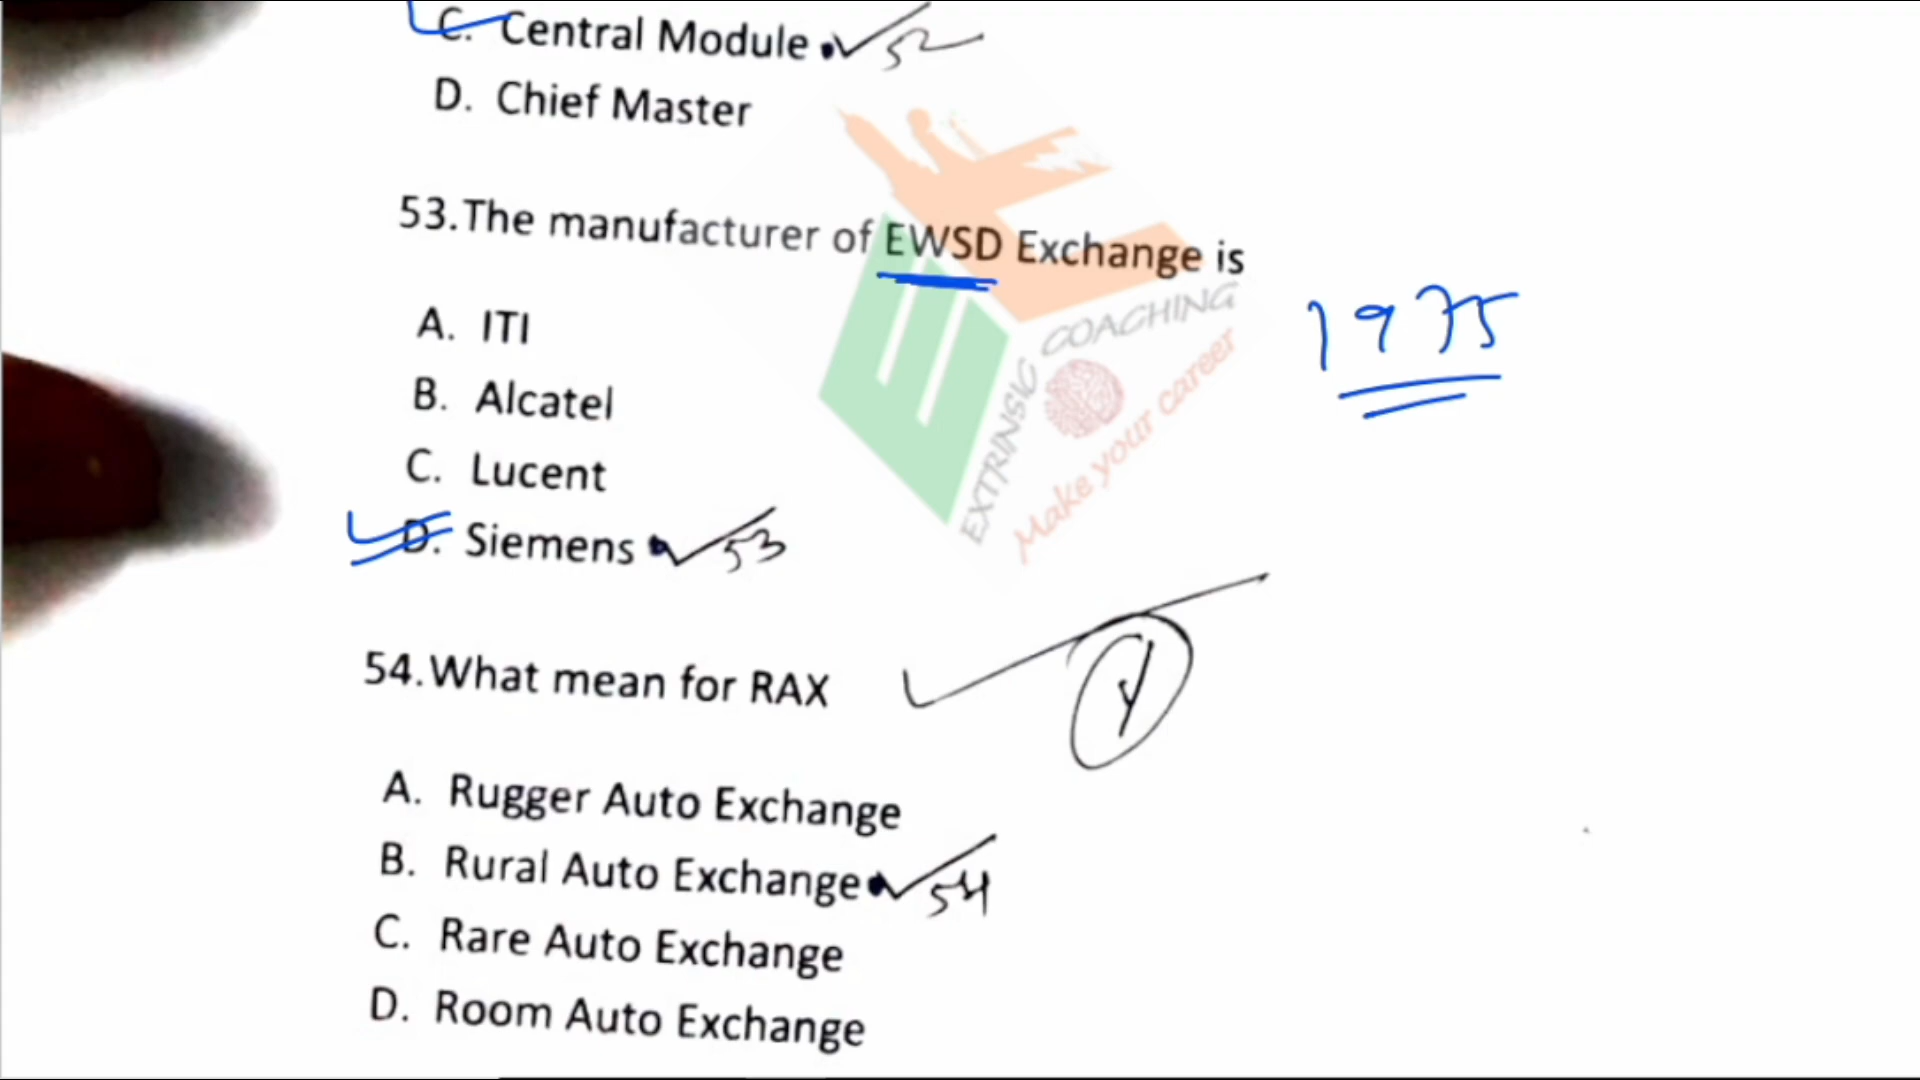 C. Central Module 52
D. Chief Master
53.The manufacturer of EWSD Exchange is
1975
A. ITI
B. Alcatel
C. Lucent
D. Siemens 53
EXTRINSIC COACHING
Make your career
54.What mean for RAX
Y
A. Rugger Auto Exchange
B. Rural Auto Exchange 54
C. Rare Auto Exchange
D. Room Auto Exchange